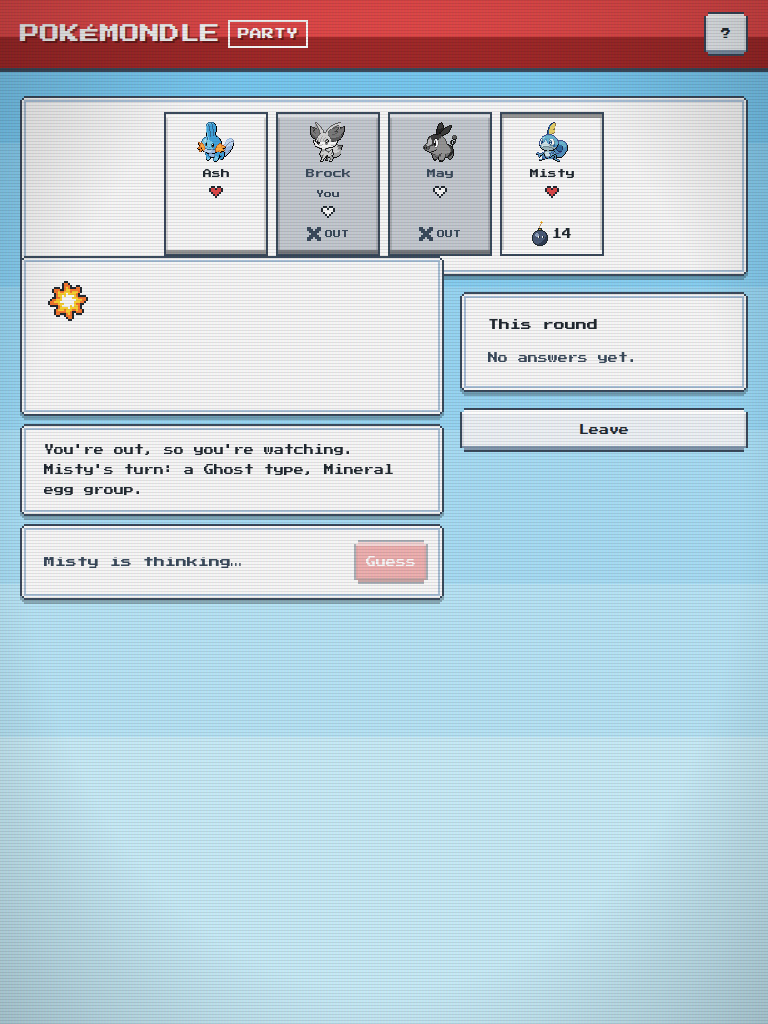 POKéMONDLE PARTY
?
Ash
Brock
You
OUT
May
OUT
Misty
14
This round
No answers yet.
Leave
You're out, so you're watching.
Misty's turn: a Ghost type, Mineral
egg group.
Misty is thinking…
Guess